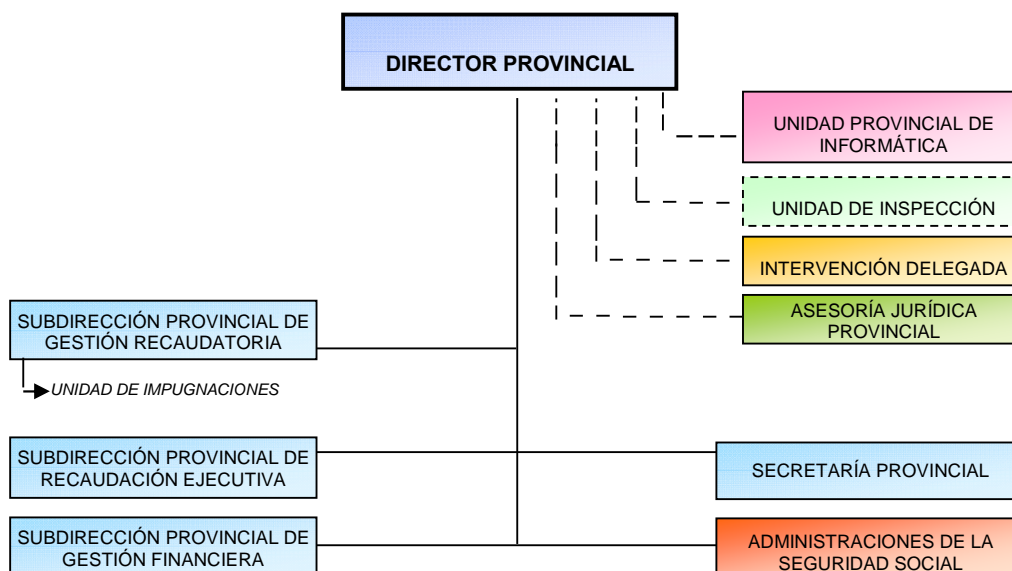 DIRECTOR PROVINCIAL
UNIDAD PROVINCIAL DE
INFORMÁTICA
UNIDAD DE INSPECCIÓN
INTERVENCIÓN DELEGADA
ASESORÍA JURÍDICA
PROVINCIAL
SUBDIRECCIÓN PROVINCIAL DE
GESTIÓN RECAUDATORIA
UNIDAD DE IMPUGNACIONES
SUBDIRECCIÓN PROVINCIAL DE
RECAUDACIÓN EJECUTIVA
SECRETARÍA PROVINCIAL
SUBDIRECCIÓN PROVINCIAL DE
GESTIÓN FINANCIERA
ADMINISTRACIONES DE LA
SEGURIDAD SOCIAL